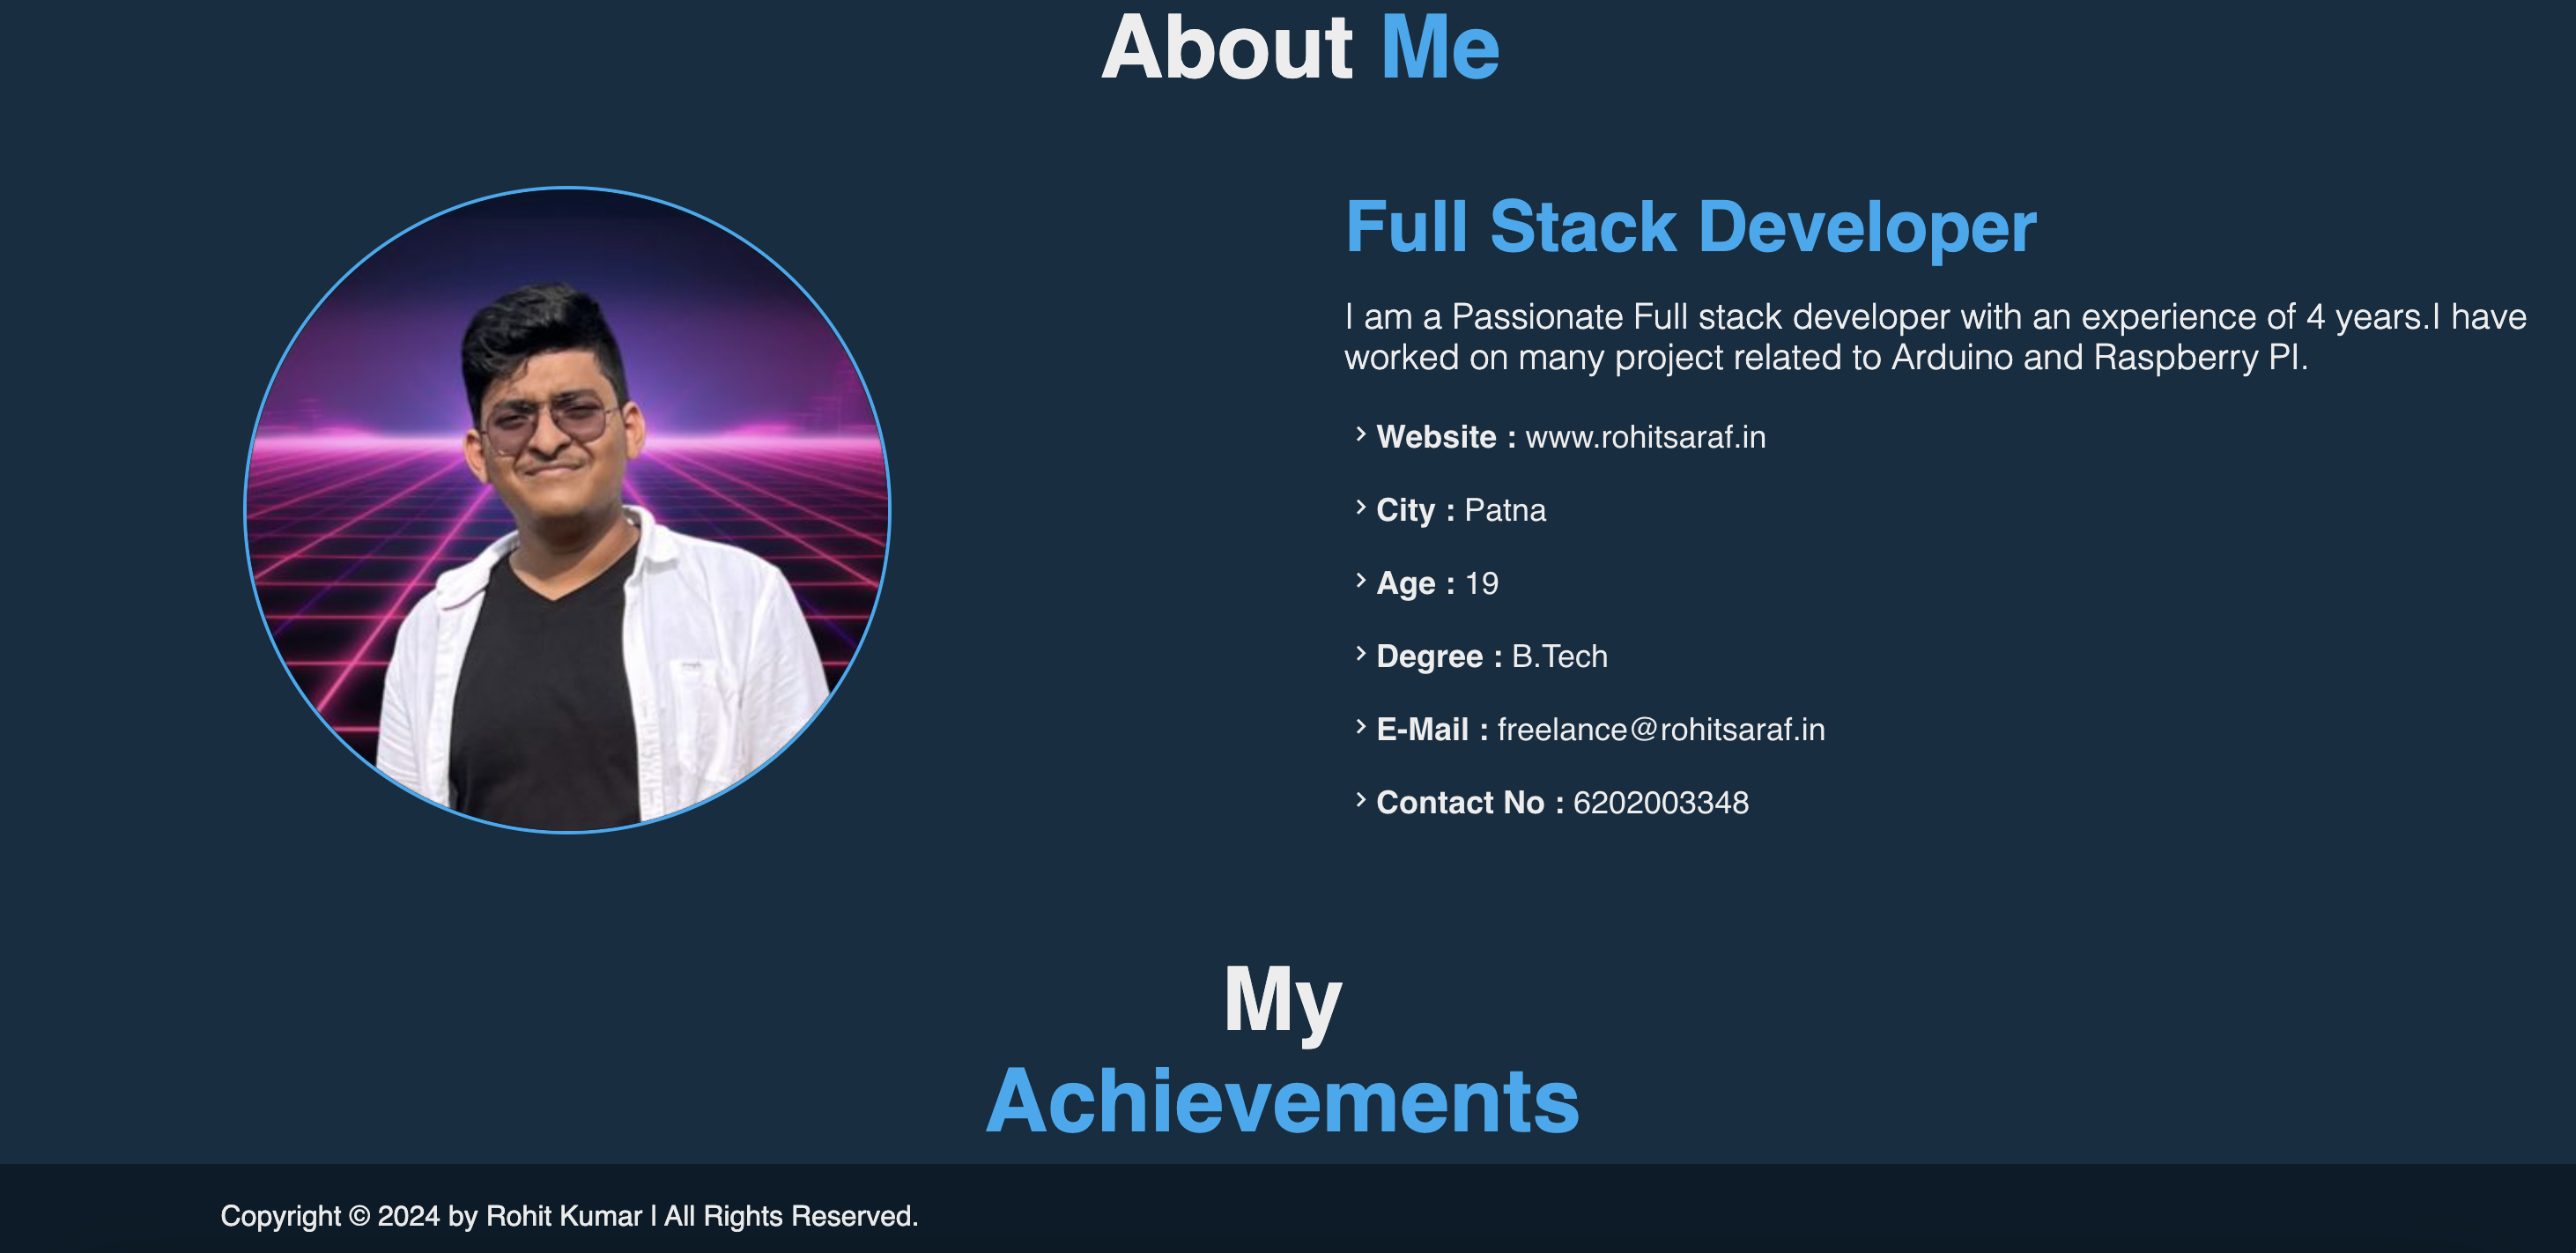 About Me
Full Stack Developer
I am a Passionate Full stack developer with an experience of 4 years.I have
worked on many project related to Arduino and Raspberry PI.
Website : www.rohitsaraf.in
City : Patna
Age : 19
Degree : B.Tech
E-Mail : freelance@rohitsaraf.in
Contact No : 6202003348
My
Achievements
Copyright © 2024 by Rohit Kumar | All Rights Reserved.